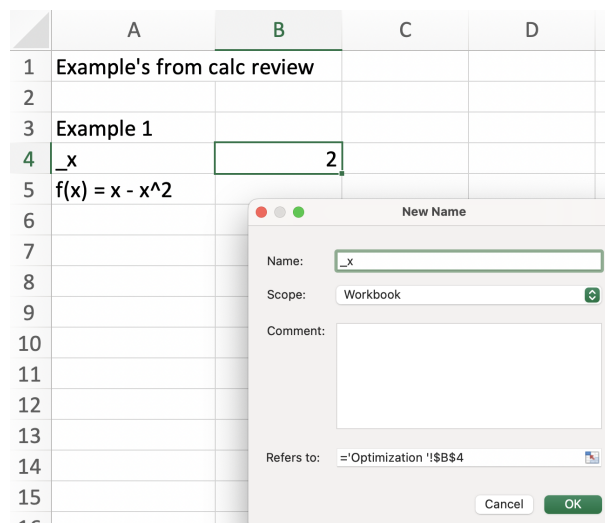 A B C D
1 Example's from calc review
2
3 Example 1
4 _x 2
5 f(x) = x - x^2
6
7
8
9
10
11
12
13
14
15
New Name
Name: _x
Scope: Workbook
Comment:
Refers to: ='Optimization '!$B$4
Cancel OK